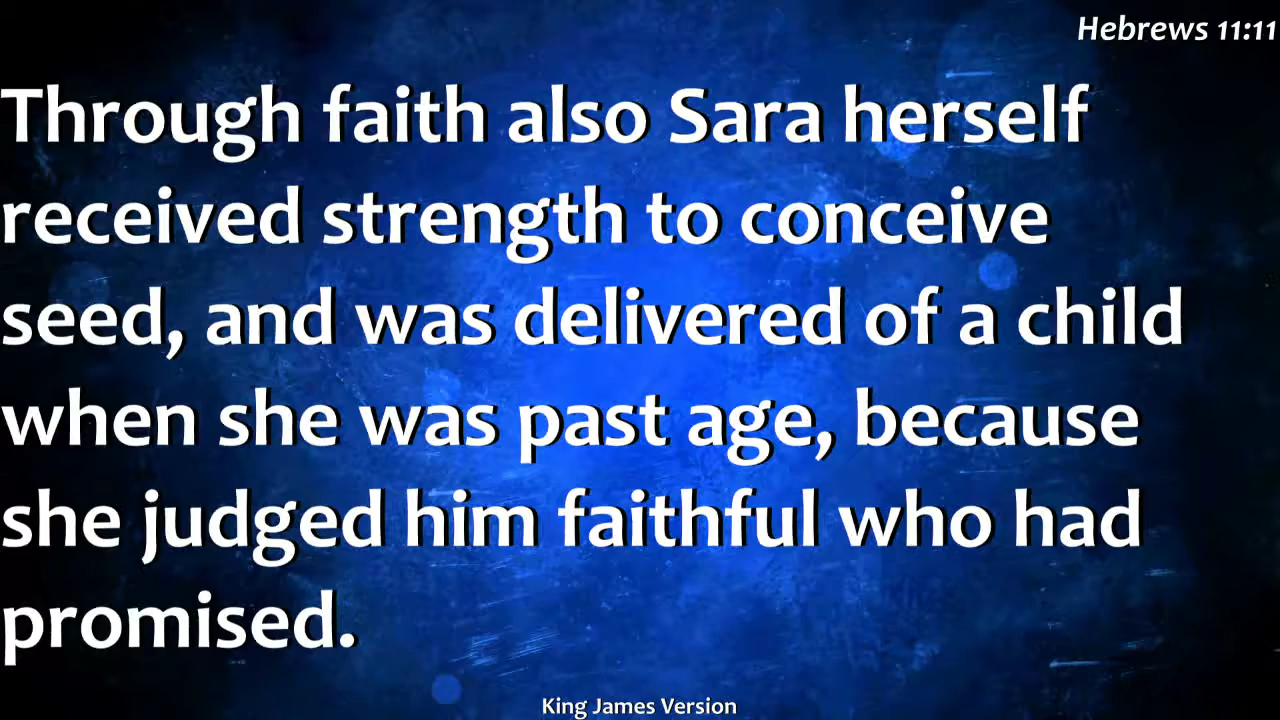 Hebrews 11:11
Through faith also Sara herself
received strength to conceive
seed, and was delivered of a child
when she was past age, because
she judged him faithful who had
promised.
King James Version